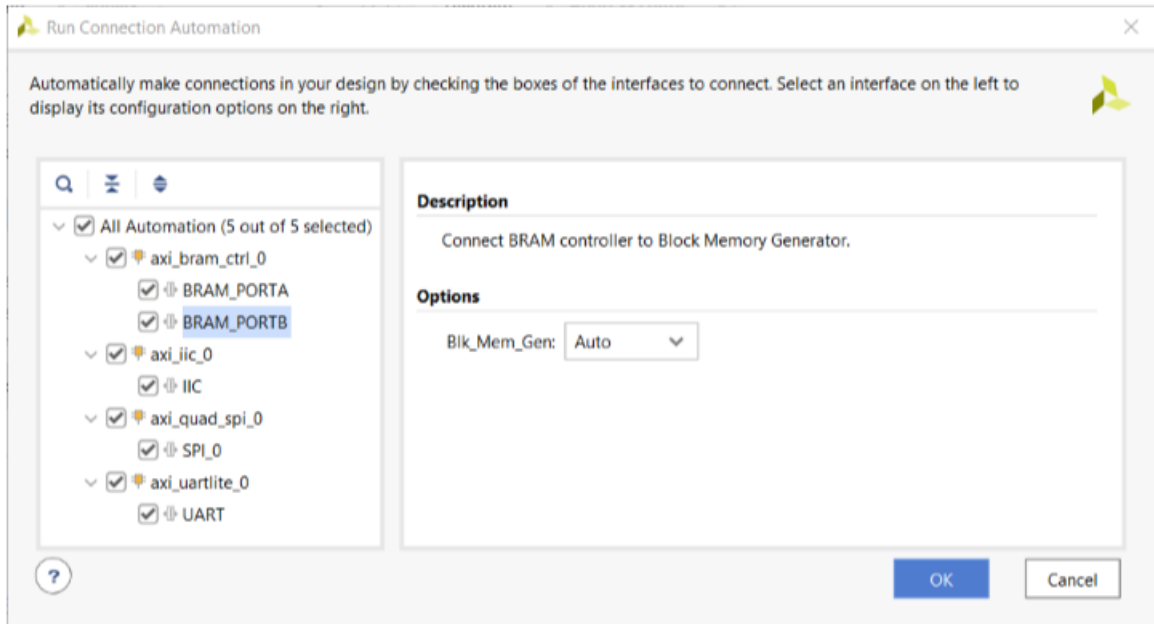 Run Connection Automation
Automatically make connections in your design by checking the boxes of the interfaces to connect. Select an interface on the left to
display its configuration options on the right.
All Automation (5 out of 5 selected)
axi_bram_ctrl_0
BRAM_PORTA
BRAM_PORTB
axi_iic_0
IIC
axi_quad_spi_0
SPI_0
axi_uartlite_0
UART
Description
Connect BRAM controller to Block Memory Generator.
Options
Blk_Mem_Gen: Auto
?
OK
Cancel